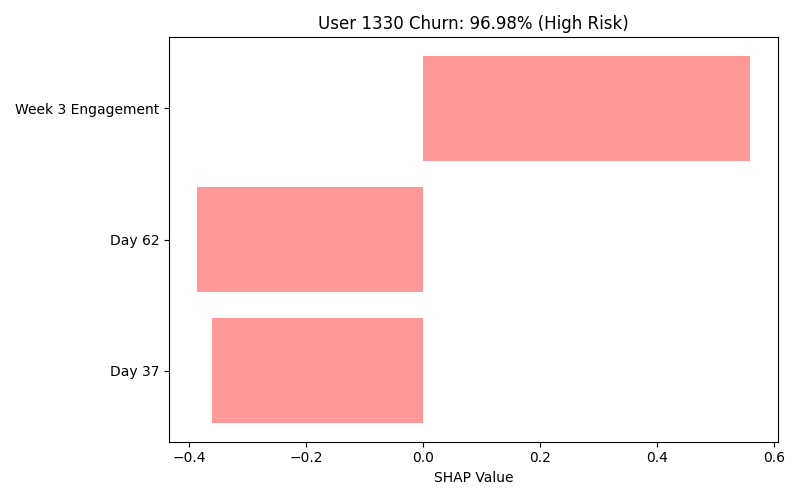 User 1330 Churn: 96.98% (High Risk)
Week 3 Engagement
Day 62
Day 37
−0.4 −0.2 0.0 0.2 0.4 0.6
SHAP Value